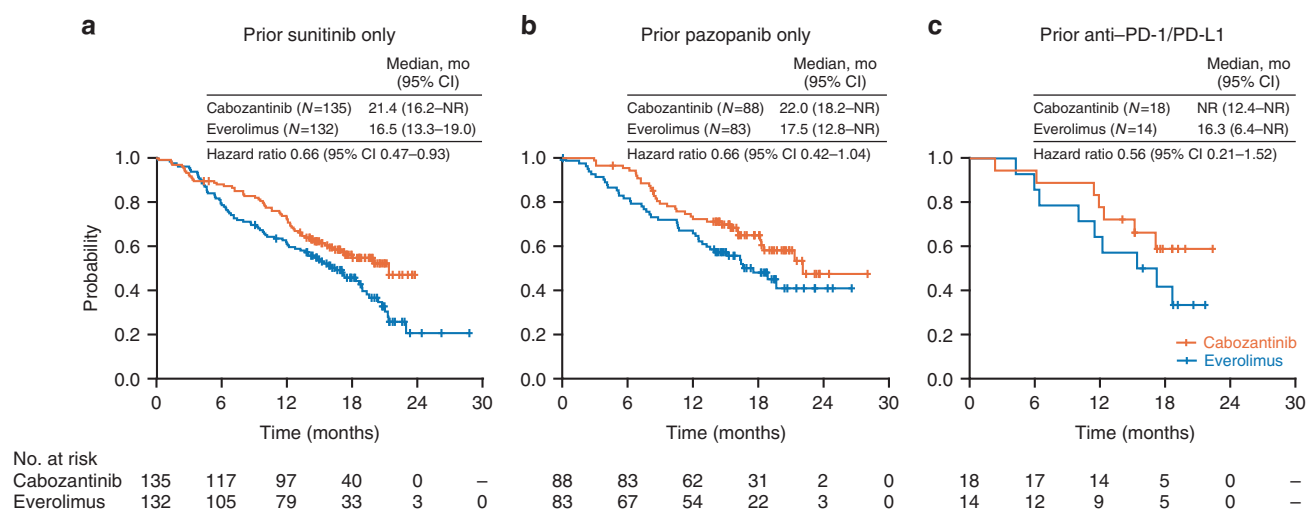 a
Prior sunitinib only
Median, mo
(95% CI)
Cabozantinib (N=135) 21.4 (16.2–NR)
Everolimus (N=132) 16.5 (13.3–19.0)
Hazard ratio 0.66 (95% CI 0.47–0.93)
Probability
1.0
0.8
0.6
0.4
0.2
0.0
0 6 12 18 24 30
Time (months)
b
Prior pazopanib only
Median, mo
(95% CI)
Cabozantinib (N=88) 22.0 (18.2–NR)
Everolimus (N=83) 17.5 (12.8–NR)
Hazard ratio 0.66 (95% CI 0.42–1.04)
1.0
0.8
0.6
0.4
0.2
0.0
0 6 12 18 24 30
Time (months)
c
Prior anti–PD-1/PD-L1
Median, mo
(95% CI)
Cabozantinib (N=18) NR (12.4–NR)
Everolimus (N=14) 16.3 (6.4–NR)
Hazard ratio 0.56 (95% CI 0.21–1.52)
1.0
0.8
0.6
0.4
0.2
0.0
Cabozantinib
Everolimus
0 6 12 18 24 30
Time (months)
No. at risk
Cabozantinib 135 117 97 40 0 – 88 83 62 31 2 0 18 17 14 5 0 –
Everolimus 132 105 79 33 3 0 83 67 54 22 3 0 14 12 9 5 0 –